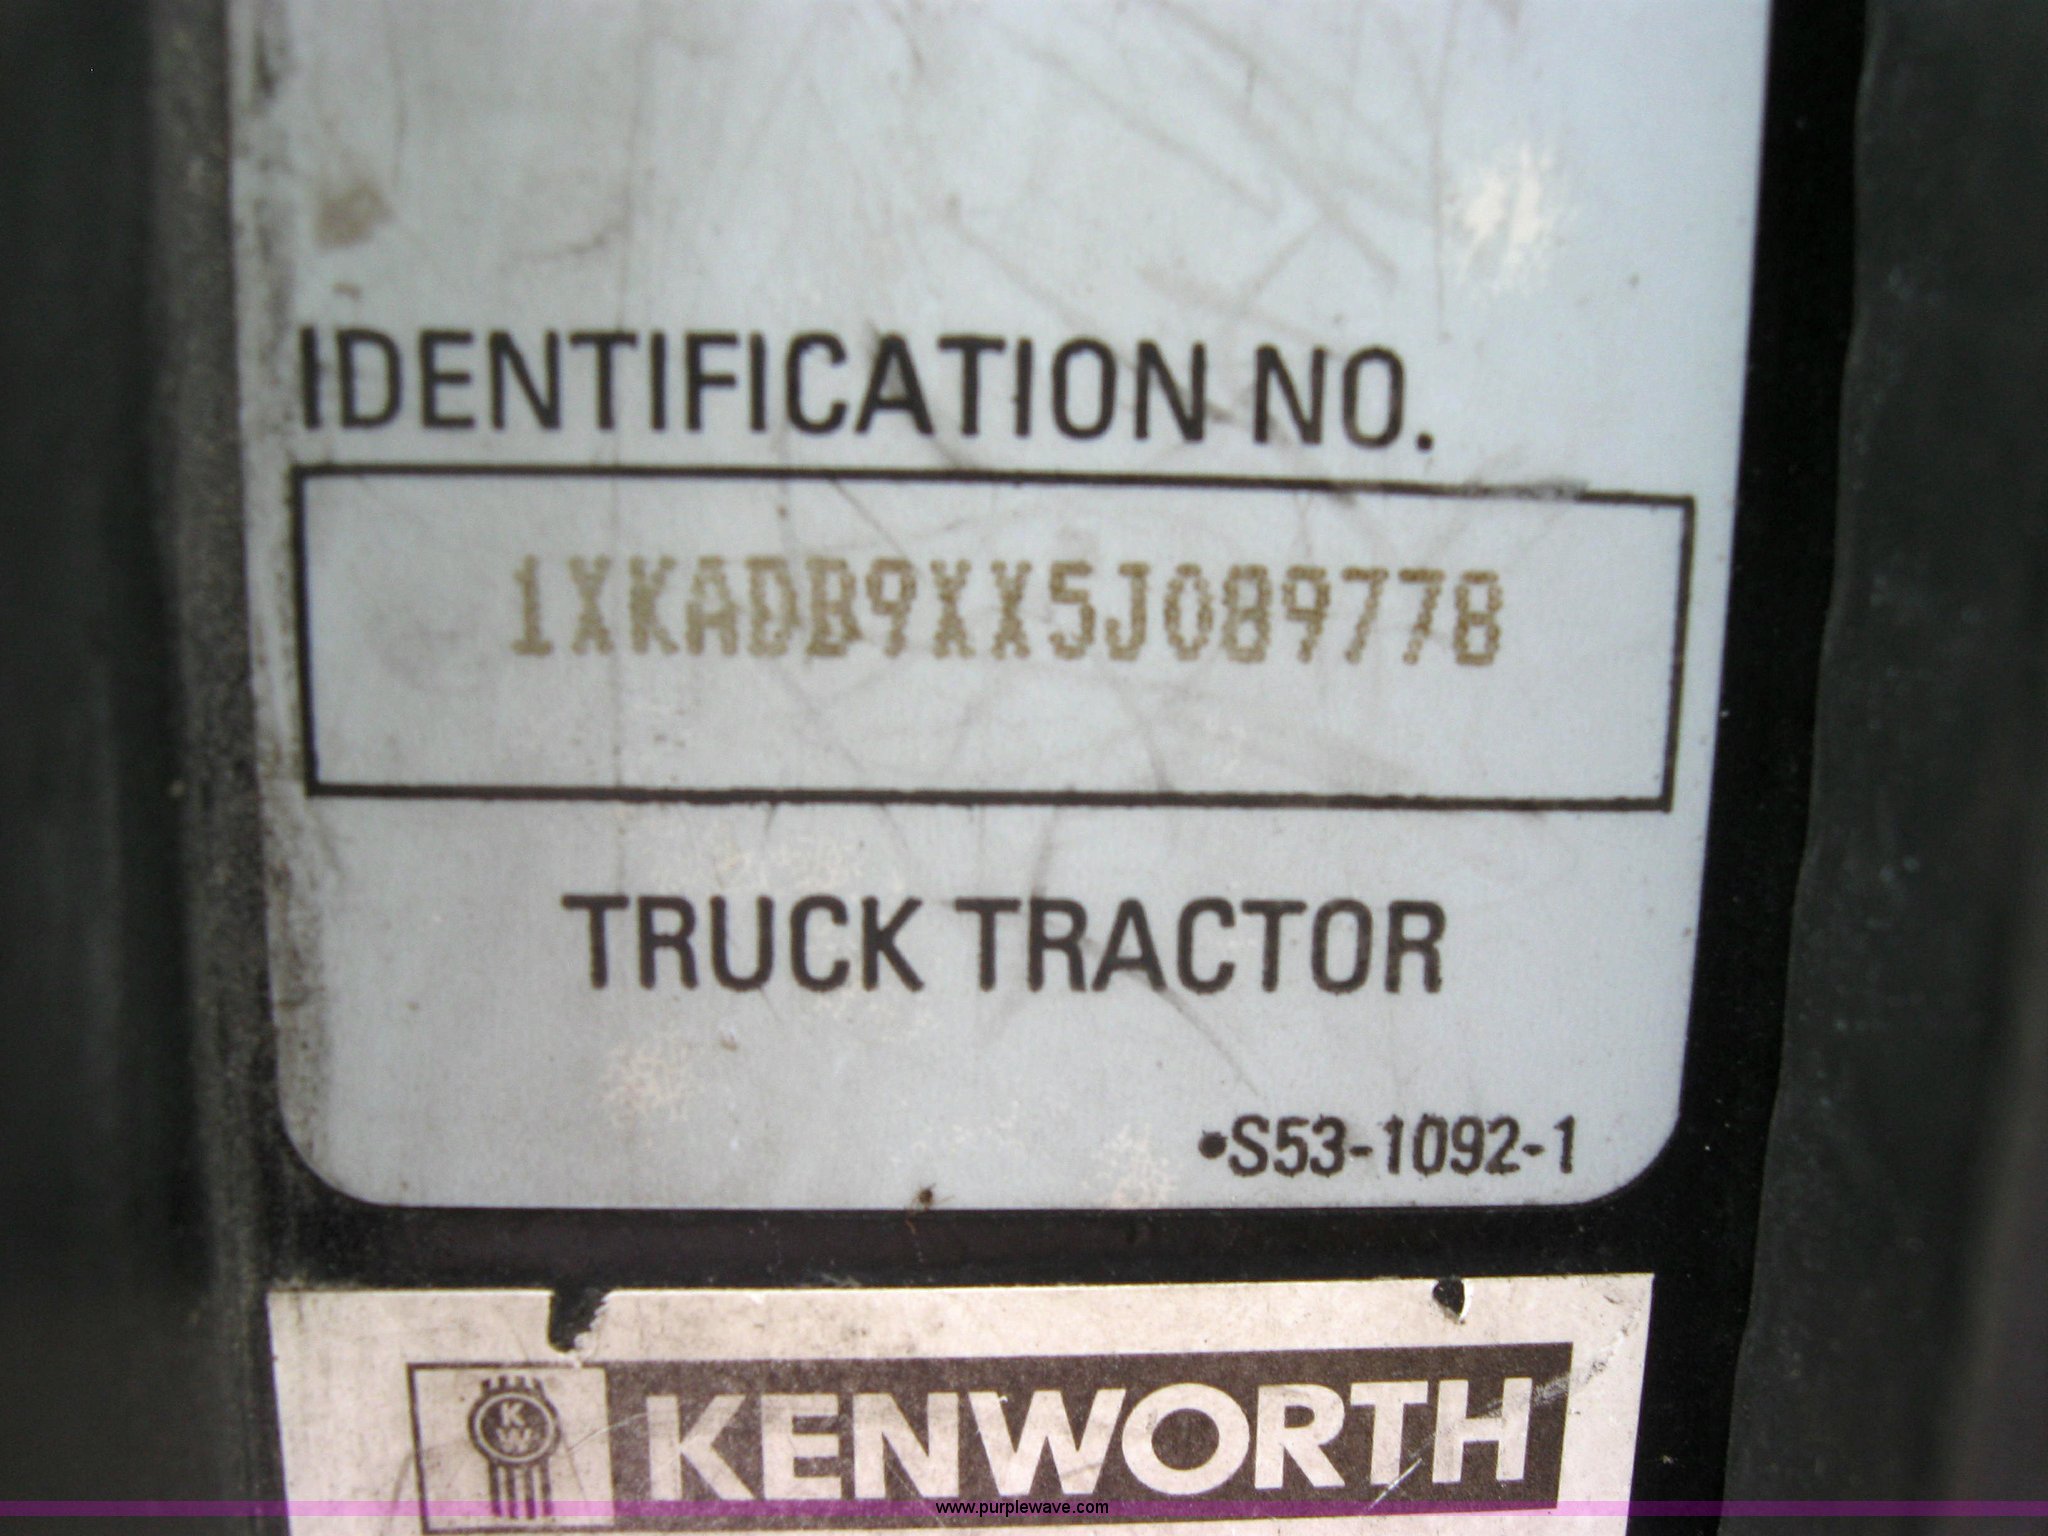 IDENTIFICATION NO.
1XKADB9XX5J089778
TRUCK TRACTOR
•S53-1092-1
K
W
KENWORTH
www.purplewave.com